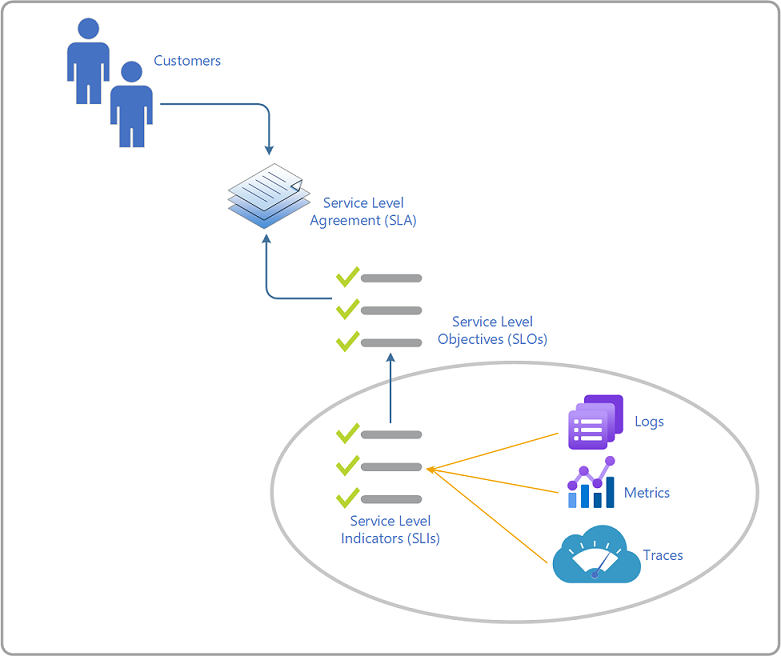 Customers
Service Level
Agreement (SLA)
Service Level
Objectives (SLOs)
Logs
Metrics
Service Level
Indicators (SLIs)
Traces